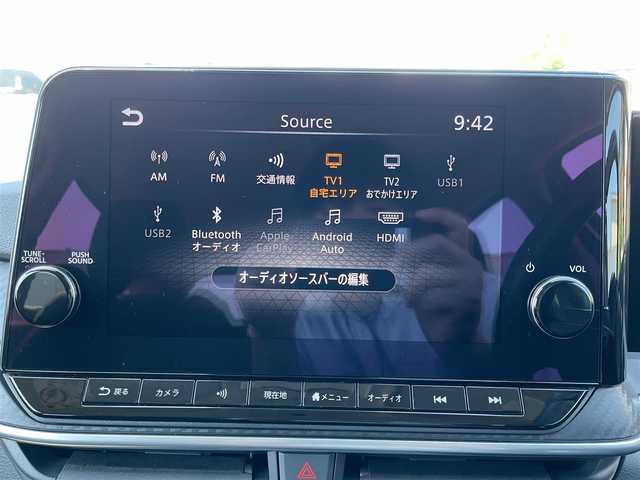 Source
9:42
AM
FM
交通情報
TV1
自宅エリア
TV2
おでかけエリア
USB1
USB2
Bluetooth
オーディオ
Apple
CarPlay
Android
Auto
HDMI
オーディオソースバーの編集
TUNE•
SCROLL
PUSH
SOUND
VOL
戻る
カメラ
現在地
メニュー
オーディオ